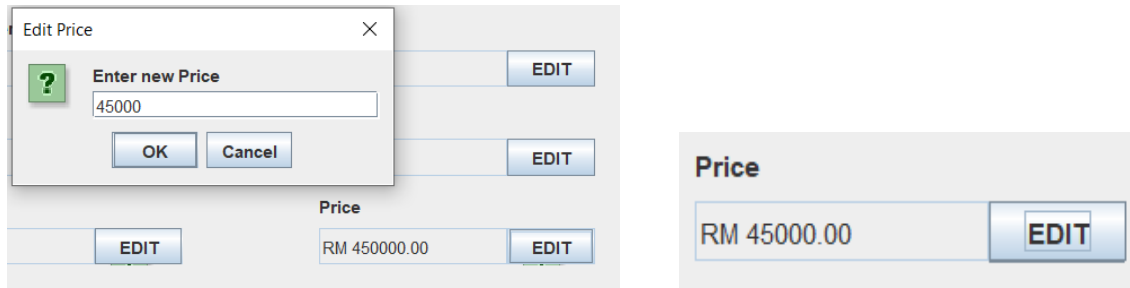 Edit Price
Enter new Price
45000
OK Cancel
EDIT
EDIT
Price
EDIT
RM 450000.00 EDIT
Price
RM 45000.00 EDIT